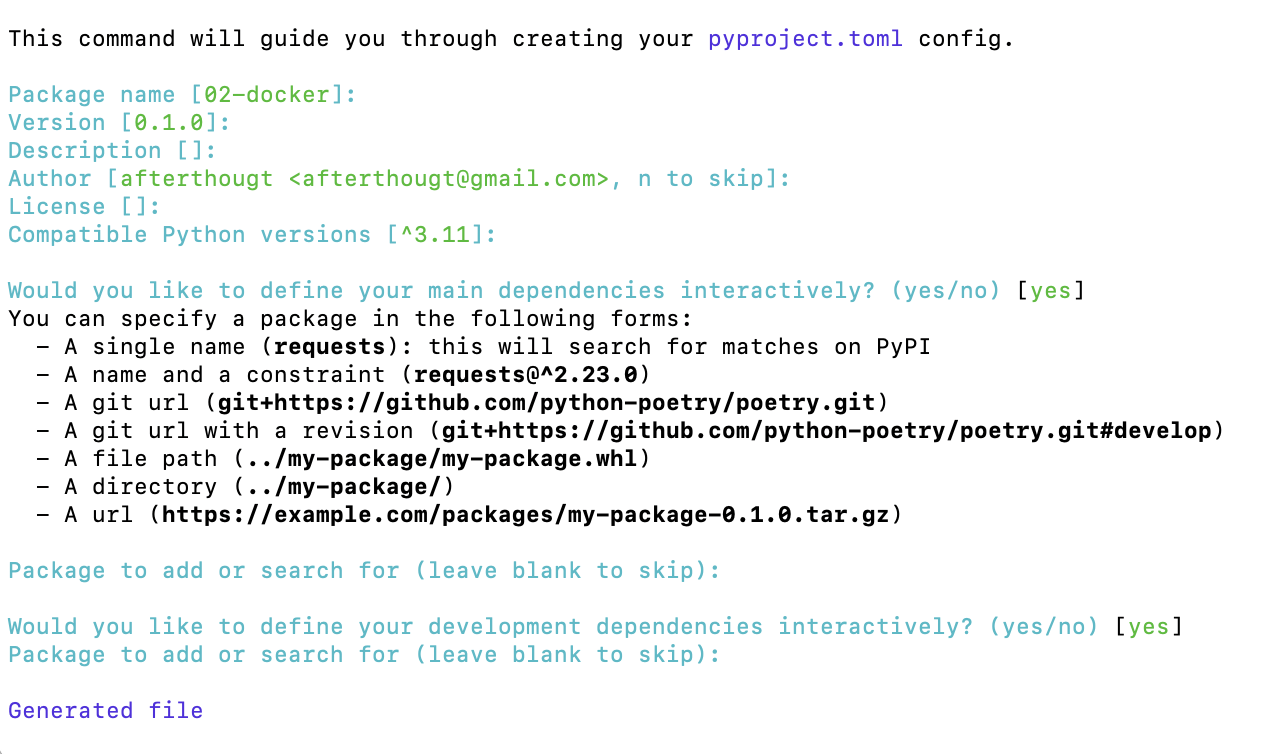 This command will guide you through creating your pyproject.toml config.
Package name [02-docker]:
Version [0.1.0]:
Description []:
Author [afterthougt <afterthougt@gmail.com>, n to skip]:
License []:
Compatible Python versions [^3.11]:
Would you like to define your main dependencies interactively? (yes/no) [yes]
You can specify a package in the following forms:
  - A single name (requests): this will search for matches on PyPI
  - A name and a constraint (requests@^2.23.0)
  - A git url (git+https://github.com/python-poetry/poetry.git)
  - A git url with a revision (git+https://github.com/python-poetry/poetry.git#develop)
  - A file path (../my-package/my-package.whl)
  - A directory (../my-package/)
  - A url (https://example.com/packages/my-package-0.1.0.tar.gz)
Package to add or search for (leave blank to skip):
Would you like to define your development dependencies interactively? (yes/no) [yes]
Package to add or search for (leave blank to skip):
Generated file